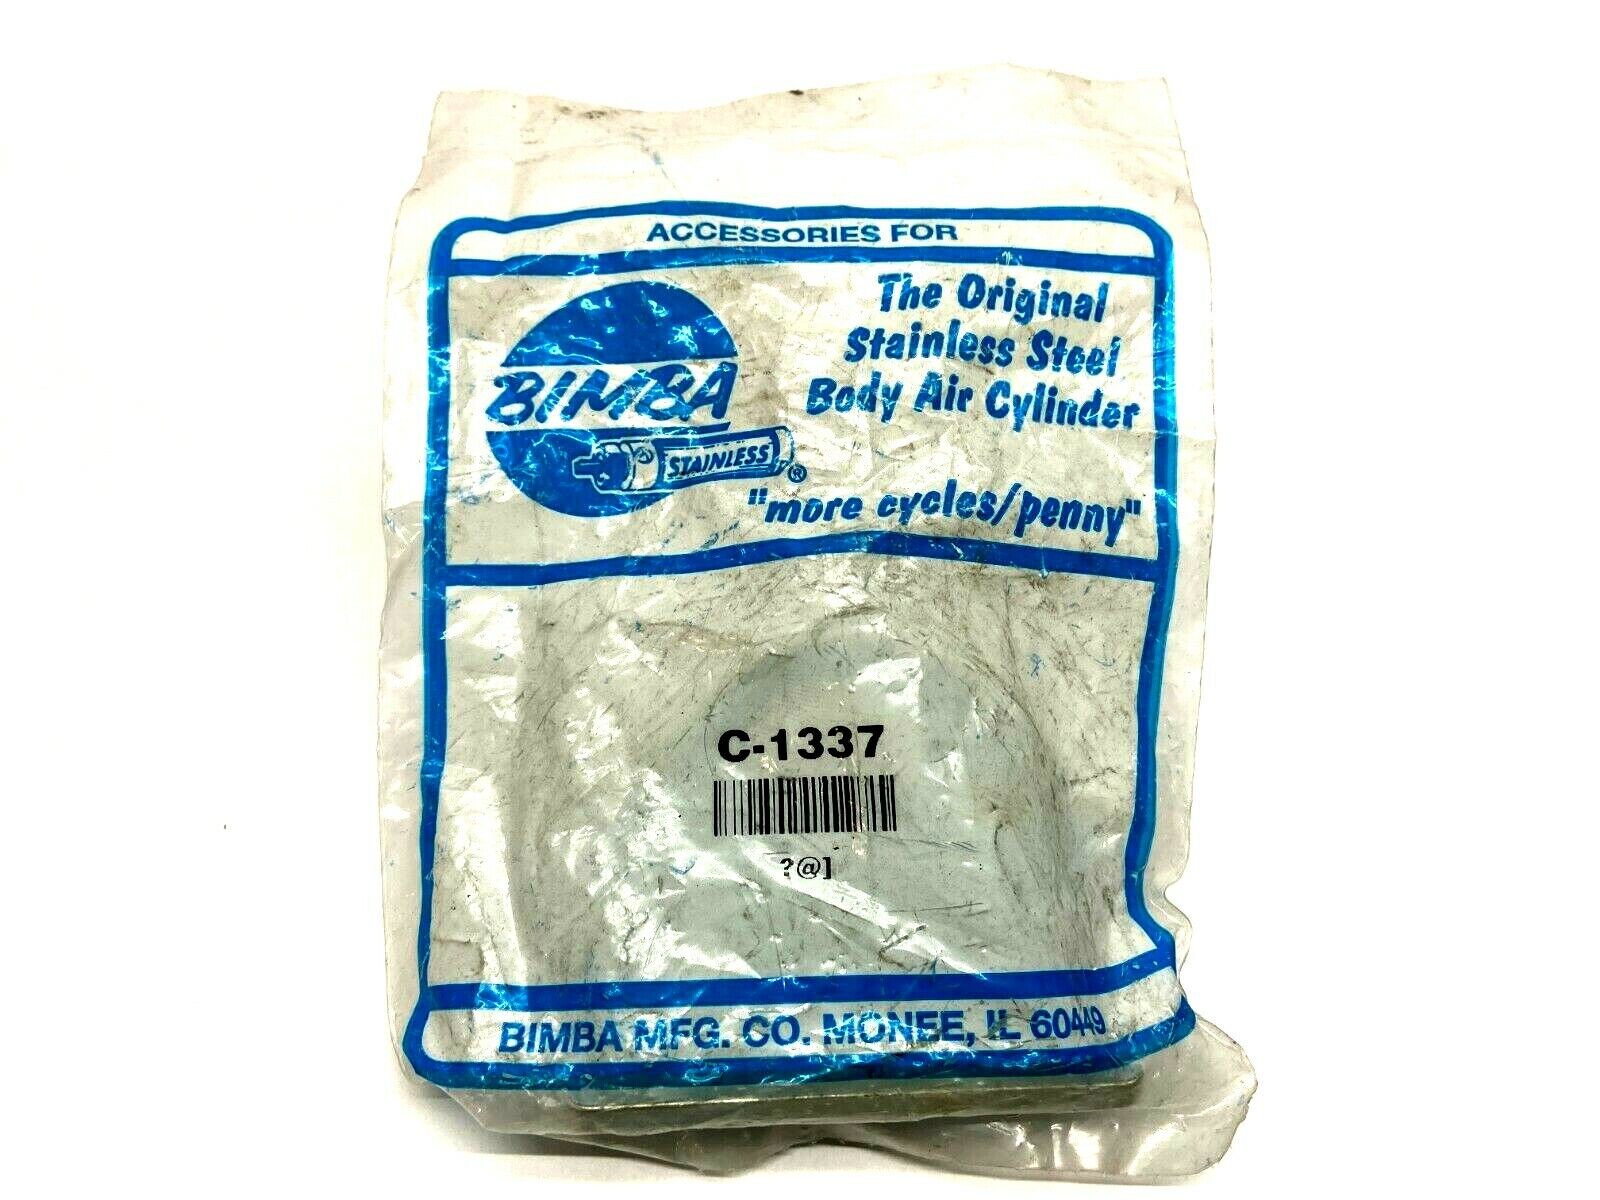 ACCESSORIES FOR
BIMBA
STAINLESS
®
The Original
Stainless Steel
Body Air Cylinder
"more cycles/penny"
C-1337
?@]
BIMBA MFG. CO. MONEE, IL 60449